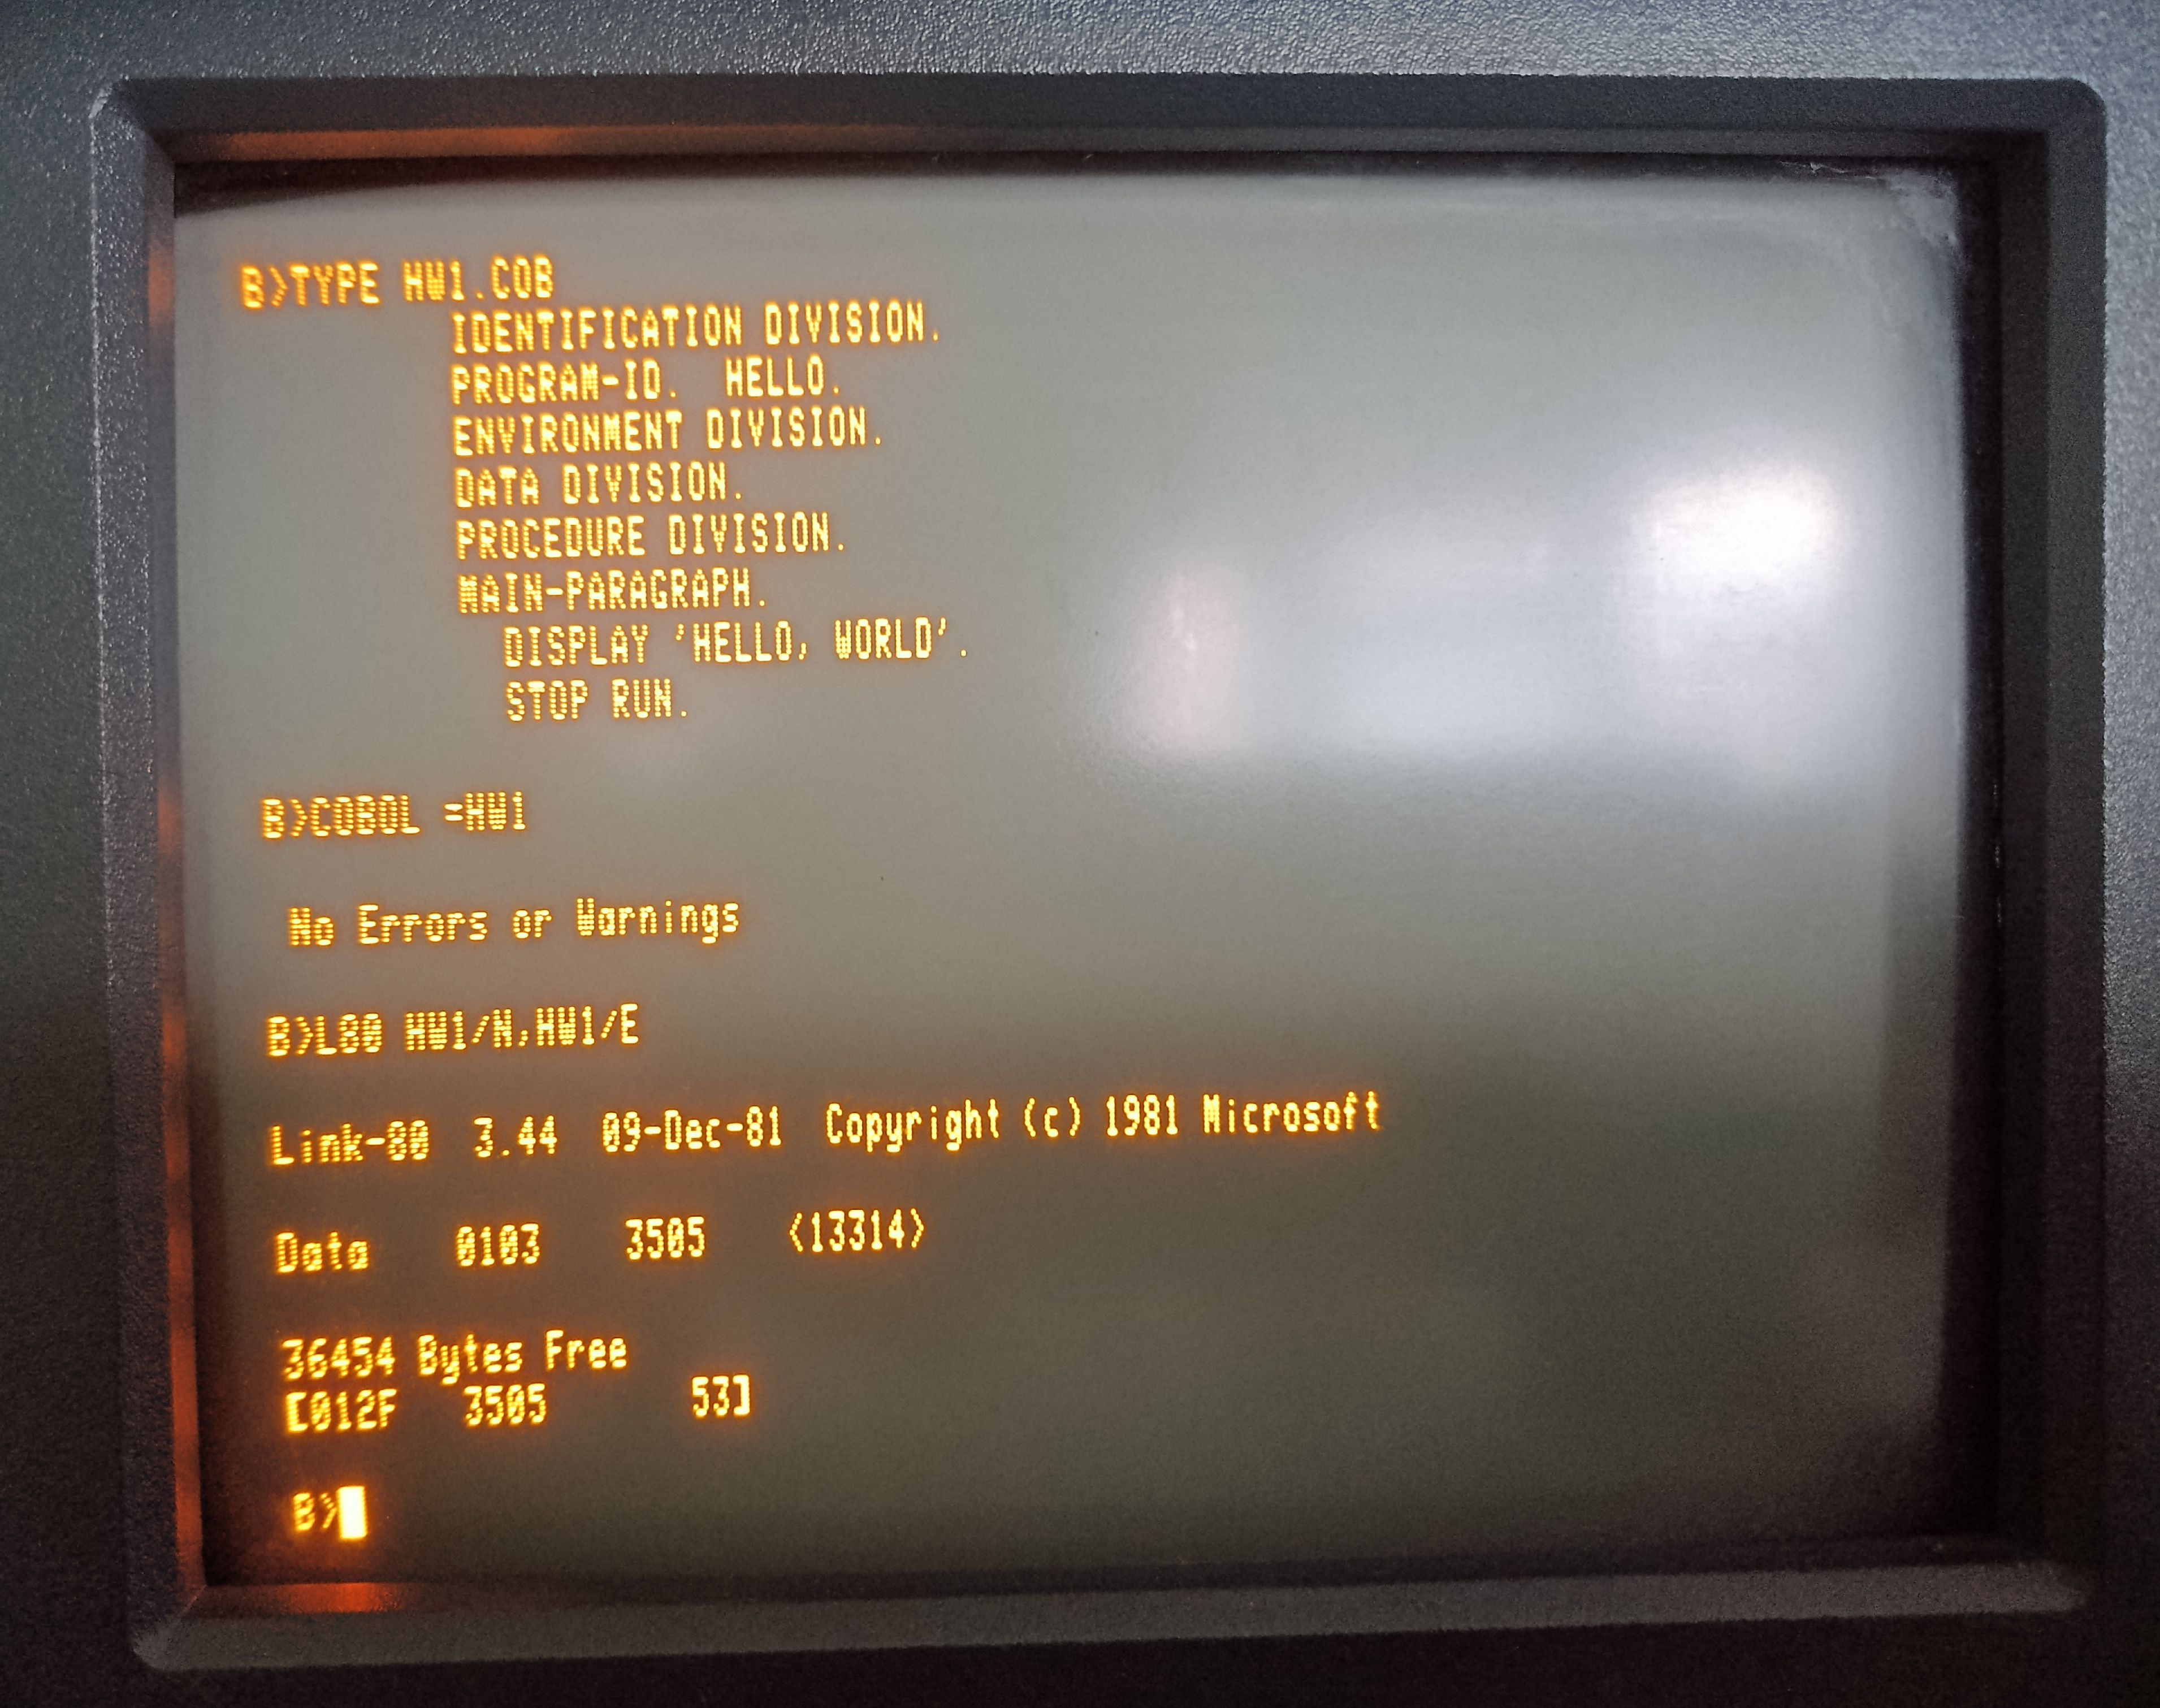 B>TYPE HW1.COB
IDENTIFICATION DIVISION.
PROGRAM-ID.  HELLO.
ENVIRONMENT DIVISION.
DATA DIVISION.
PROCEDURE DIVISION.
MAIN-PARAGRAPH.
DISPLAY 'HELLO, WORLD'.
STOP RUN.
B>COBOL =HW1
No Errors or Warnings
B>L80 HW1/N,HW1/E
Link-80  3.44  09-Dec-81  Copyright (c) 1981 Microsoft
Data    0103    3505    <13314>
36454 Bytes Free
[012F   3505      53]
B>